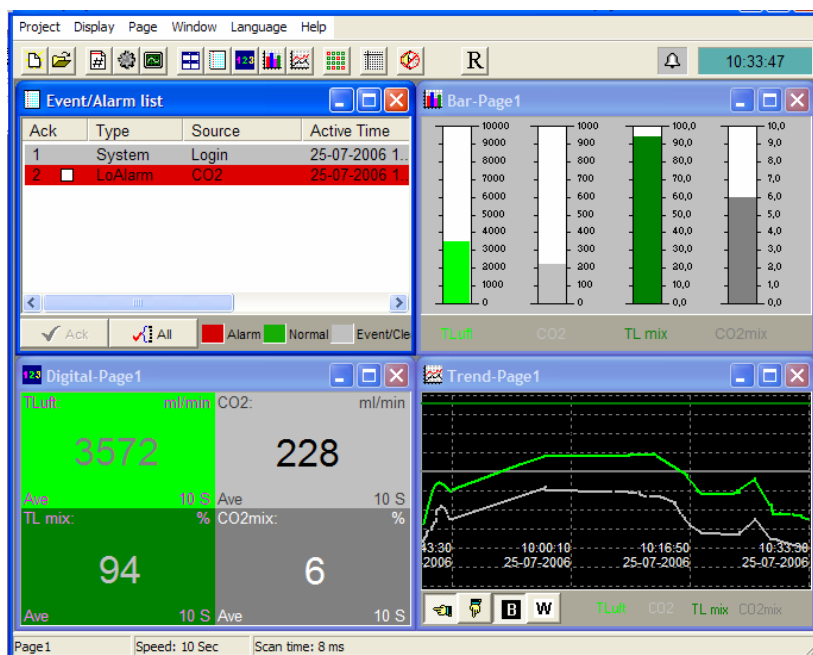 Project Display Page Window Language Help
123 R 10:33:47
Event/Alarm list
Ack Type Source Active Time
1 System Login 25-07-2006 1..
2 LoAlarm CO2 25-07-2006 1..
Ack All Alarm Normal Event/Cle
Bar-Page1
10000 1000 100,0 10,0
9000 900 90,0 9,0
8000 800 80,0 8,0
7000 700 70,0 7,0
6000 600 60,0 6,0
5000 500 50,0 5,0
4000 400 40,0 4,0
3000 300 30,0 3,0
2000 200 20,0 2,0
1000 100 10,0 1,0
0 0 0,0 0,0
TLuft CO2 TL mix CO2mix
123 Digital-Page1
TLuft: ml/min CO2: ml/min
3572 228
Ave 10 S Ave 10 S
TL mix: % CO2mix: %
94 6
Ave 10 S Ave 10 S
Trend-Page1
43:30 10:00:10 10:16:50 10:33:30
2006 25-07-2006 25-07-2006 25-07-2006
B W TLuft CO2 TL mix CO2mix
Page1 Speed: 10 Sec Scan time: 8 ms